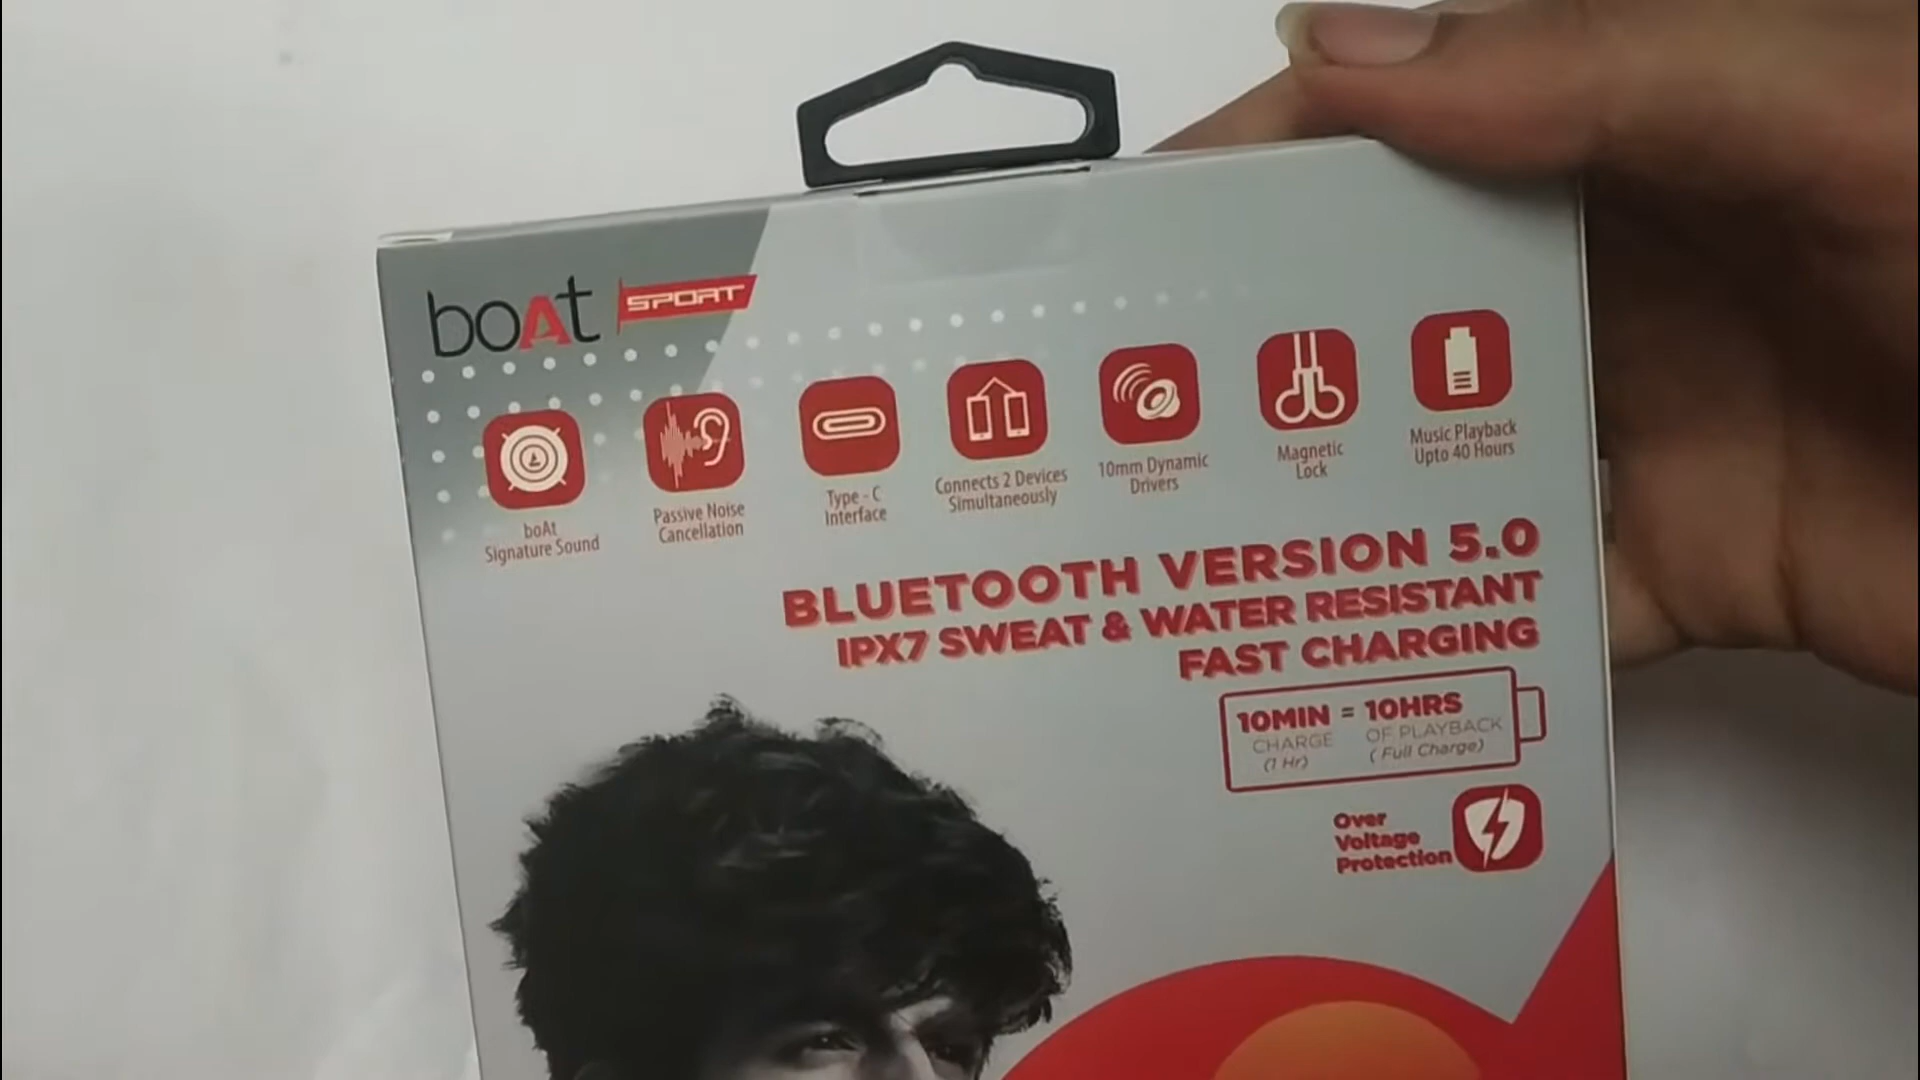 boAt SPORT
boAt
Signature Sound
Passive Noise
Cancellation
Type - C
Interface
Connects 2 Devices
Simultaneously
10mm Dynamic
Drivers
Magnetic
Lock
Music Playback
Upto 40 Hours
BLUETOOTH VERSION 5.0
IPX7 SWEAT & WATER RESISTANT
FAST CHARGING
10MIN = 10HRS
CHARGE OF PLAYBACK
(1 Hr) (Full Charge)
Over
Voltage
Protection